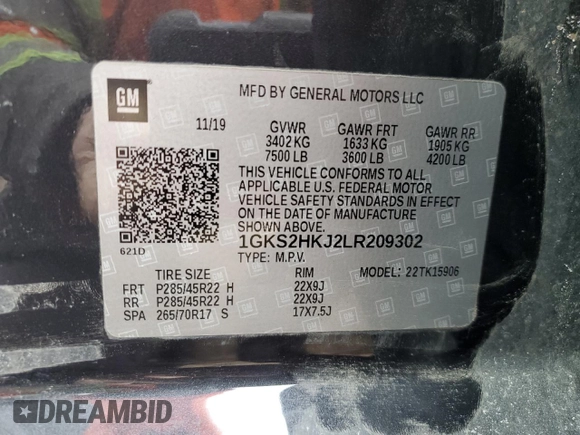 GM
MFD BY GENERAL MOTORS LLC
11/19 GVWR GAWR FRT GAWR RR
3402 KG 1633 KG 1905 KG
7500 LB 3600 LB 4200 LB
THIS VEHICLE CONFORMS TO ALL
APPLICABLE U.S. FEDERAL MOTOR
VEHICLE SAFETY STANDARDS IN EFFECT
ON THE DATE OF MANUFACTURE
SHOWN ABOVE.
621D
1GKS2HKJ2LR209302
TYPE: M.P.V.
TIRE SIZE RIM MODEL: 22TK15906
FRT P285/45R22 H 22X9J
RR P285/45R22 H 22X9J
SPA 265/70R17 S 17X7.5J
DREAMBID